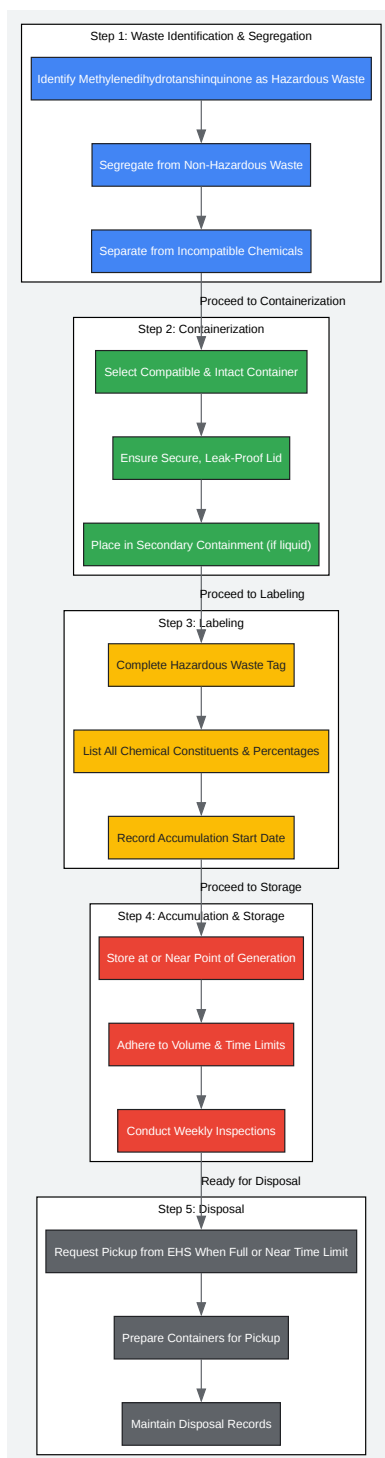 Step 1: Waste Identification & Segregation
Identify Methylenedihydrotanshinquinone as Hazardous Waste
Segregate from Non-Hazardous Waste
Separate from Incompatible Chemicals
Proceed to Containerization
Step 2: Containerization
Select Compatible & Intact Container
Ensure Secure, Leak-Proof Lid
Place in Secondary Containment (if liquid)
Proceed to Labeling
Step 3: Labeling
Complete Hazardous Waste Tag
List All Chemical Constituents & Percentages
Record Accumulation Start Date
Proceed to Storage
Step 4: Accumulation & Storage
Store at or Near Point of Generation
Adhere to Volume & Time Limits
Conduct Weekly Inspections
Ready for Disposal
Step 5: Disposal
Request Pickup from EHS When Full or Near Time Limit
Prepare Containers for Pickup
Maintain Disposal Records